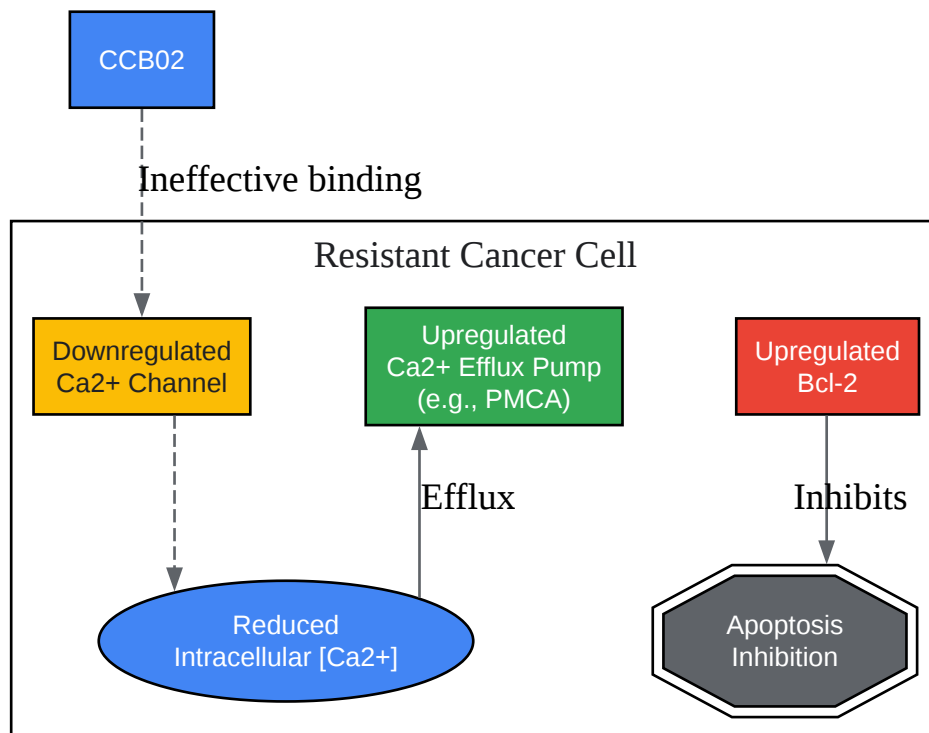 CCB02
Ineffective binding
Resistant Cancer Cell
Downregulated
Ca2+ Channel
Upregulated
Ca2+ Efflux Pump
(e.g., PMCA)
Upregulated
Bcl-2
Efflux
Inhibits
Reduced
Intracellular [Ca2+]
Apoptosis
Inhibition